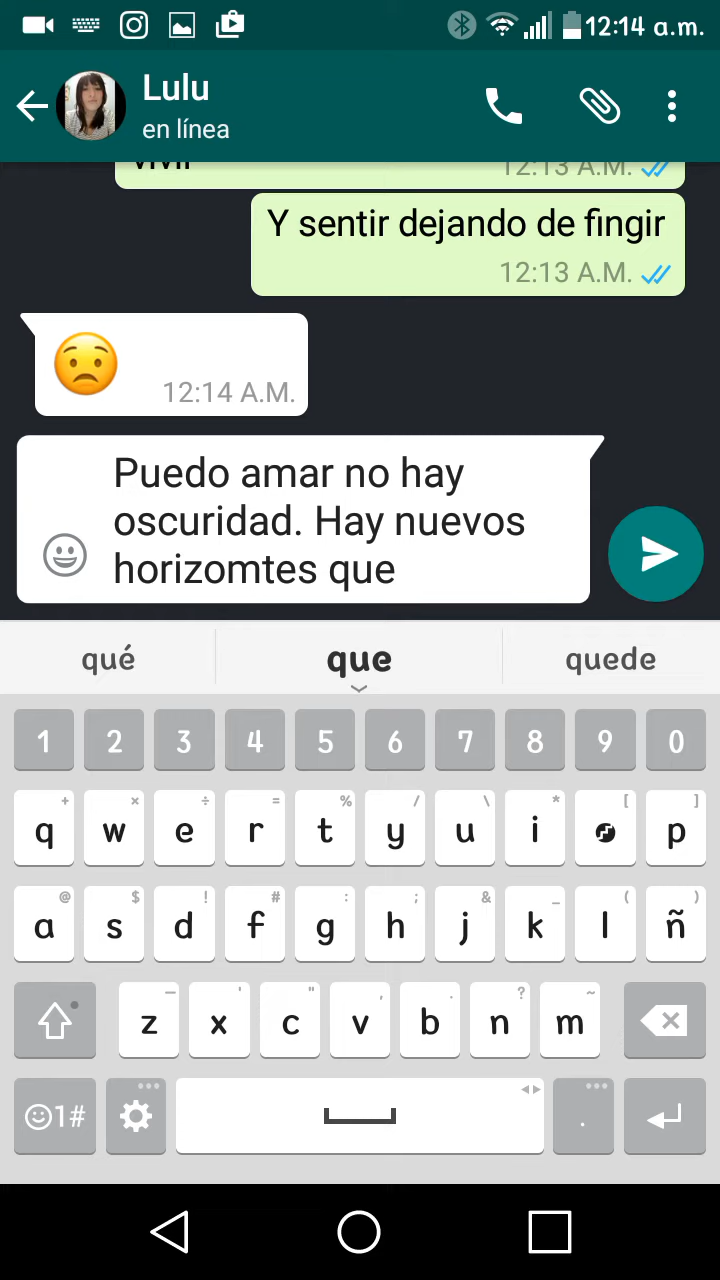 12:14 a.m.
Lulu
en línea
vivir
12:13 A.M.
Y sentir dejando de fingir
12:13 A.M.
12:14 A.M.
Puedo amar no hay
oscuridad. Hay nuevos
horizomtes que
qué que quede
1 2 3 4 5 6 7 8 9 0
+ × ÷ = % / \ * [ ]
q w e r t y u i p
@ $ ! # : ; & _ ( )
a s d f g h j k l ñ
− ' " , . ? ~
z x c v b n m
1# .